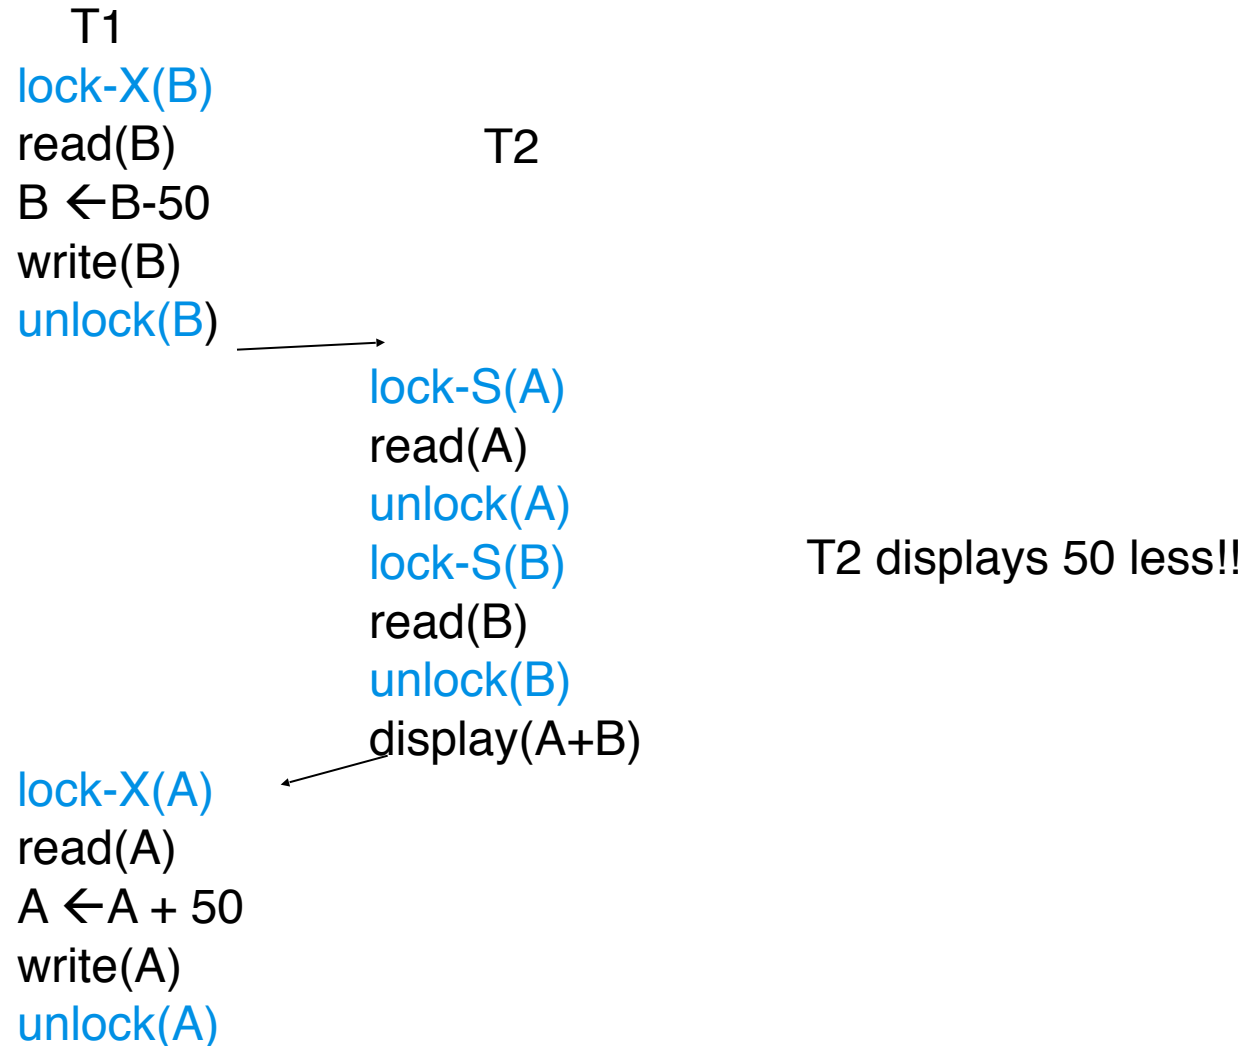 T1
lock-X(B)
read(B)
T2
B ←B-50
write(B)
unlock(B)
lock-S(A)
read(A)
unlock(A)
lock-S(B)
T2 displays 50 less!!
read(B)
unlock(B)
display(A+B)
lock-X(A)
read(A)
A ←A + 50
write(A)
unlock(A)